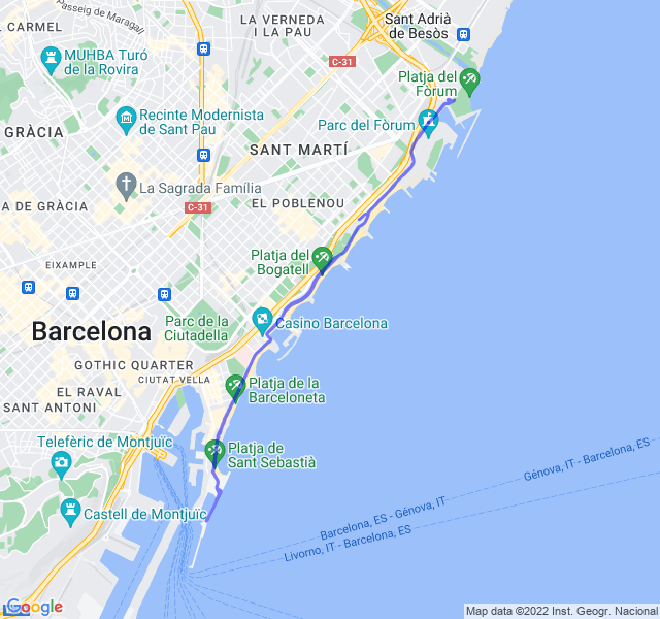 Passeig de Maragall
EL CARMEL
LA VERNEDA
I LA PAU
Sant Adrià
de Besòs
MUHBA Turó
de la Rovira
C-31
Platja del
Fòrum
Recinte Modernista
de Sant Pau
Parc del Fòrum
GRÀCIA
SANT MARTÍ
La Sagrada Família
C-31
A DE GRÀCIA
EL POBLENOU
Platja del
Bogatell
EIXAMPLE
Parc de la
Ciutadella
Casino Barcelona
Barcelona
GOTHIC QUARTER
CIUTAT VELLA
EL RAVAL
SANT ANTONI
Platja de la
Barceloneta
Telefèric de Montjuïc
Platja de
Sant Sebastià
Castell de Montjuïc
Gènova, IT - Barcelona, ES
Barcelona, ES - Gènova, IT
Livorno, IT - Barcelona, ES
Google
Map data ©2022 Inst. Geogr. Nacional